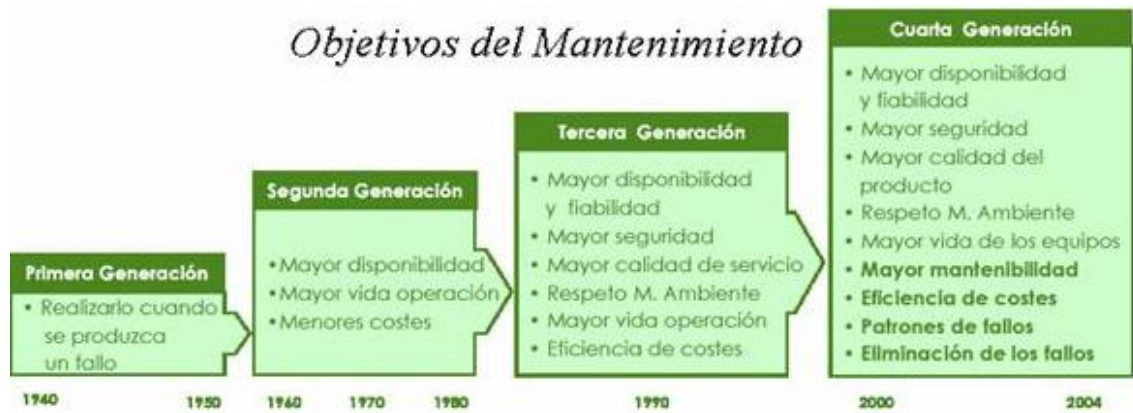 Objetivos del Mantenimiento
Primera Generación
• Realizarlo cuando
se produzca
un fallo
Segunda Generación
• Mayor disponibilidad
• Mayor vida operación
• Menores costes
Tercera Generación
• Mayor disponibilidad
y fiabilidad
• Mayor seguridad
• Mayor calidad de servicio
• Respeto M. Ambiente
• Mayor vida operación
• Eficiencia de costes
Cuarta Generación
• Mayor disponibilidad
y fiabilidad
• Mayor seguridad
• Mayor calidad del
producto
• Respeto M. Ambiente
• Mayor vida de los equipos
• Mayor mantenibilidad
• Eficiencia de costes
• Patrones de fallos
• Eliminación de los fallos
1940 1950 1960 1970 1980 1990 2000 2004